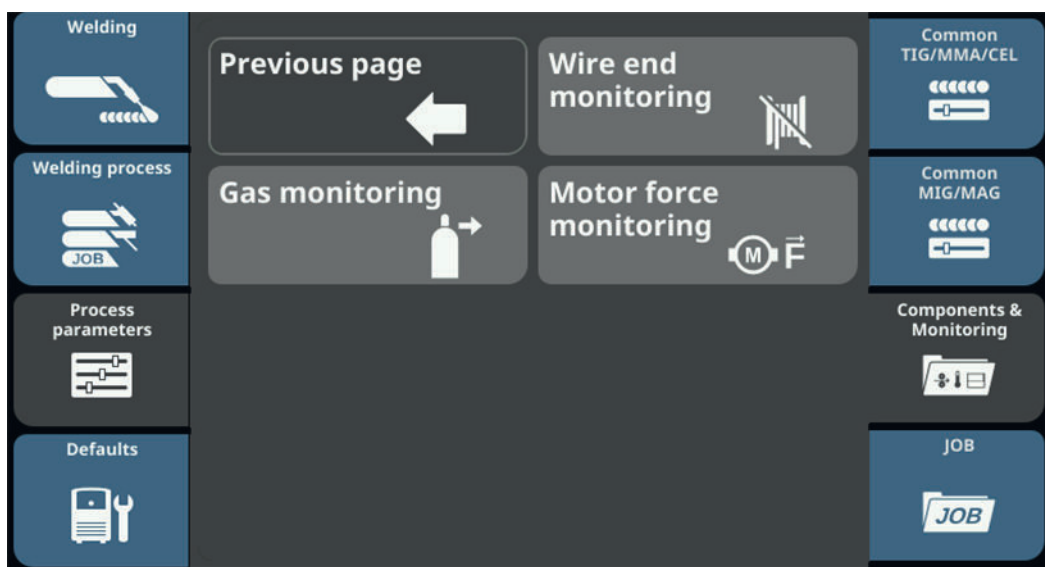 Welding
Welding process
JOB
Process
parameters
Defaults
Previous page
Wire end
monitoring
Gas monitoring
Motor force
monitoring
M F
Common
TIG/MMA/CEL
Common
MIG/MAG
Components &
Monitoring
JOB
JOB